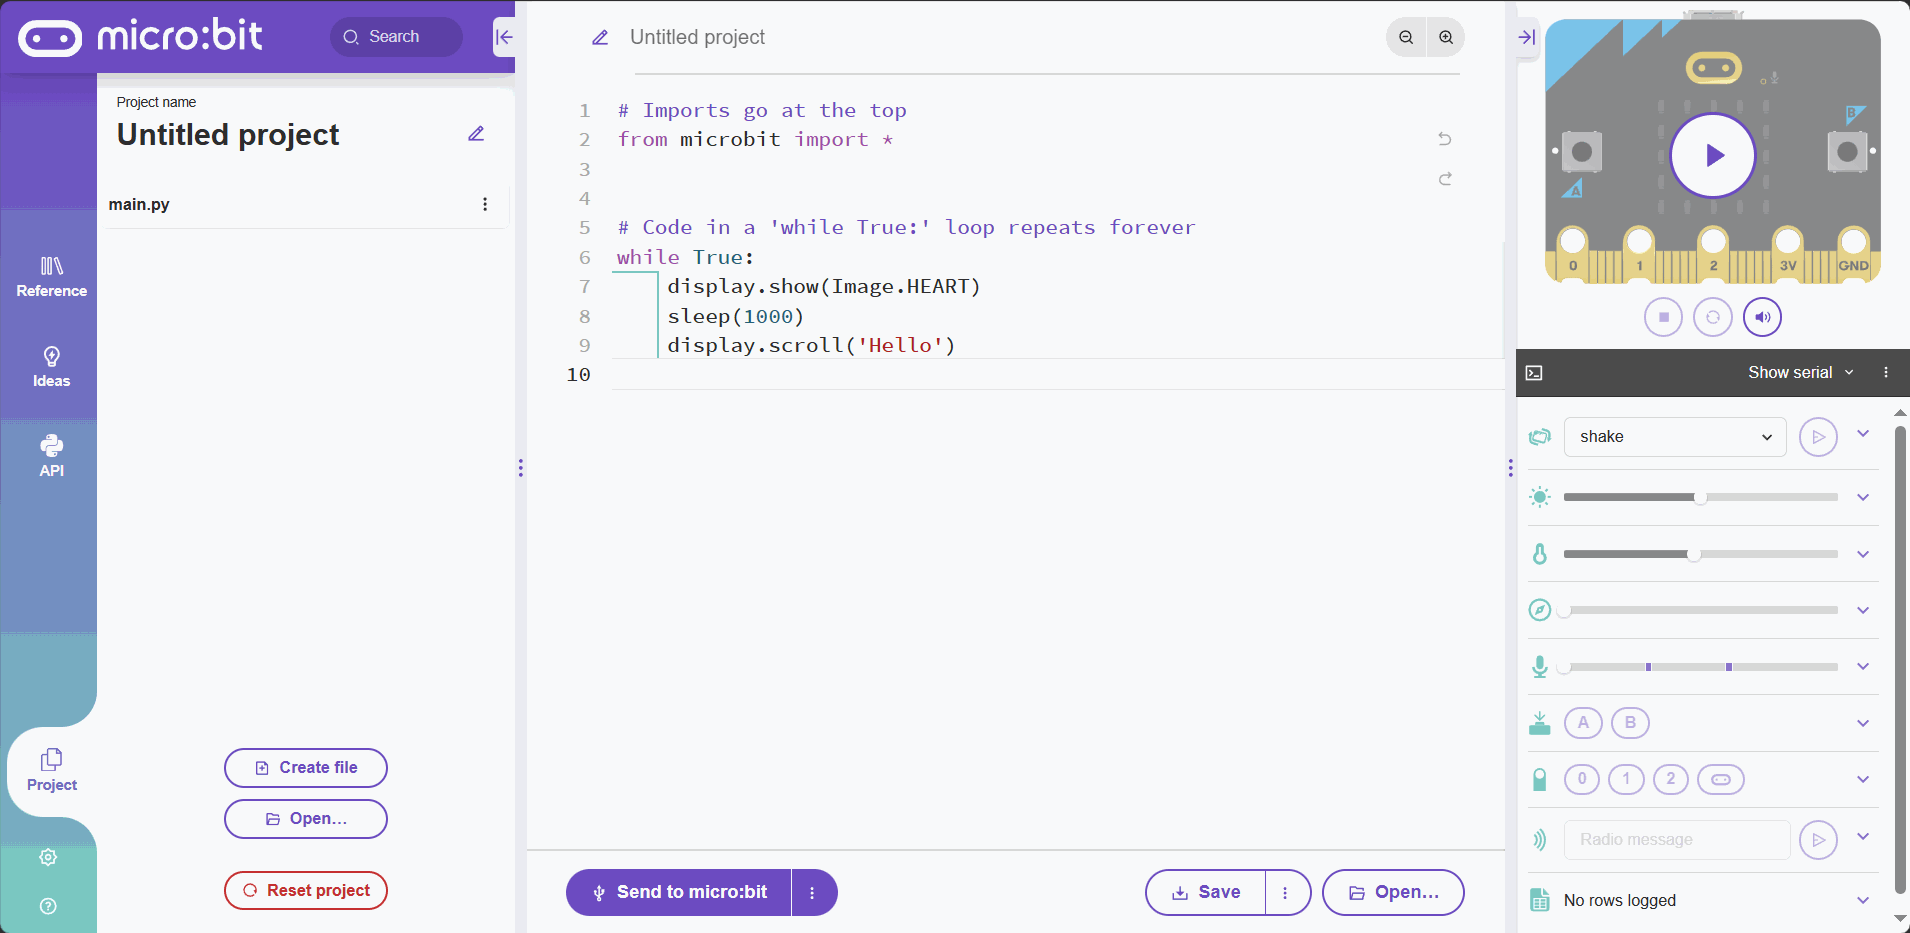 micro:bit
Search
Project name
Untitled project
main.py
Reference
Ideas
API
Project
Create file
Open...
Reset project
Untitled project
1 # Imports go at the top
2 from microbit import *
3
4
5 # Code in a 'while True:' loop repeats forever
6 while True:
7 display.show(Image.HEART)
8 sleep(1000)
9 display.scroll('Hello')
10
Send to micro:bit
Save
Open...
B
A
0 1 2 3V GND
Show serial
shake
A B
0 1 2
Radio message
No rows logged